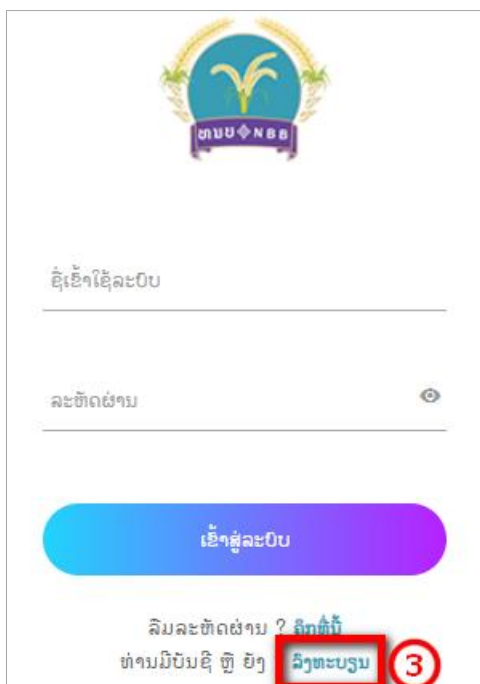 ທນບ NBB
ຊື່ເຂົ້າໃຊ້ລະບົບ
ລະຫັດຜ່ານ
ເຂົ້າສູ່ລະບົບ
ລືມລະຫັດຜ່ານ ? ຄິກທີ່ນີ້
ທ່ານມີບັນຊີ ຫຼື ຍັງ ລົງທະບຽນ 3